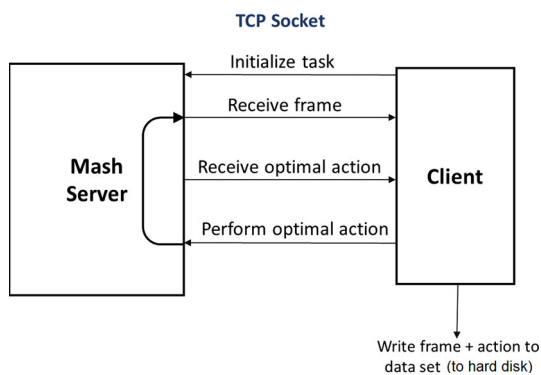 TCP Socket
Initialize task
Receive frame
Mash
Server
Receive optimal action
Client
Perform optimal action
Write frame + action to
data set (to hard disk)